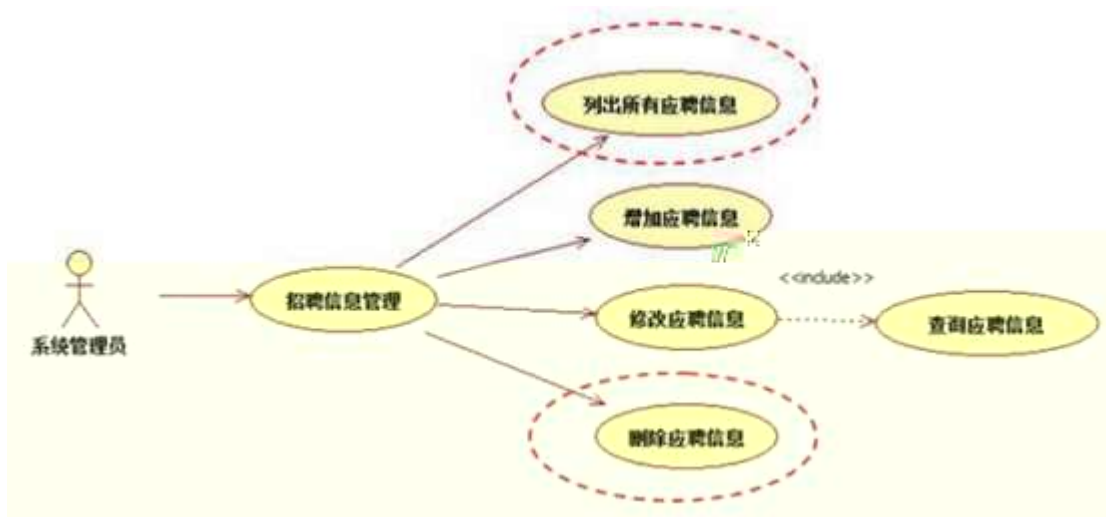 列出所有应聘信息
增加应聘信息
<<include>>
招聘信息管理
修改应聘信息
查询应聘信息
系统管理员
删除应聘信息